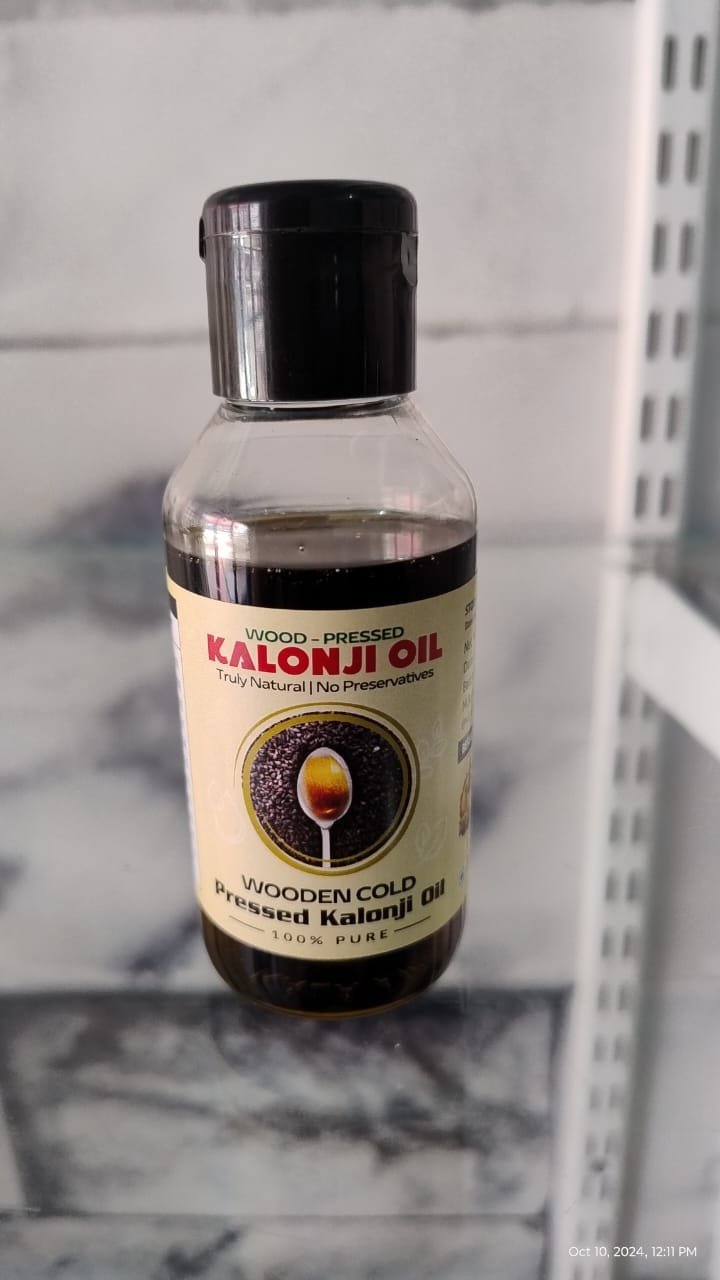 WOOD - PRESSED
KALONJI OIL
Truly Natural | No Preservatives
WOODEN COLD
Pressed Kalonji Oil
100% PURE
Oct 10, 2024, 12:11 PM